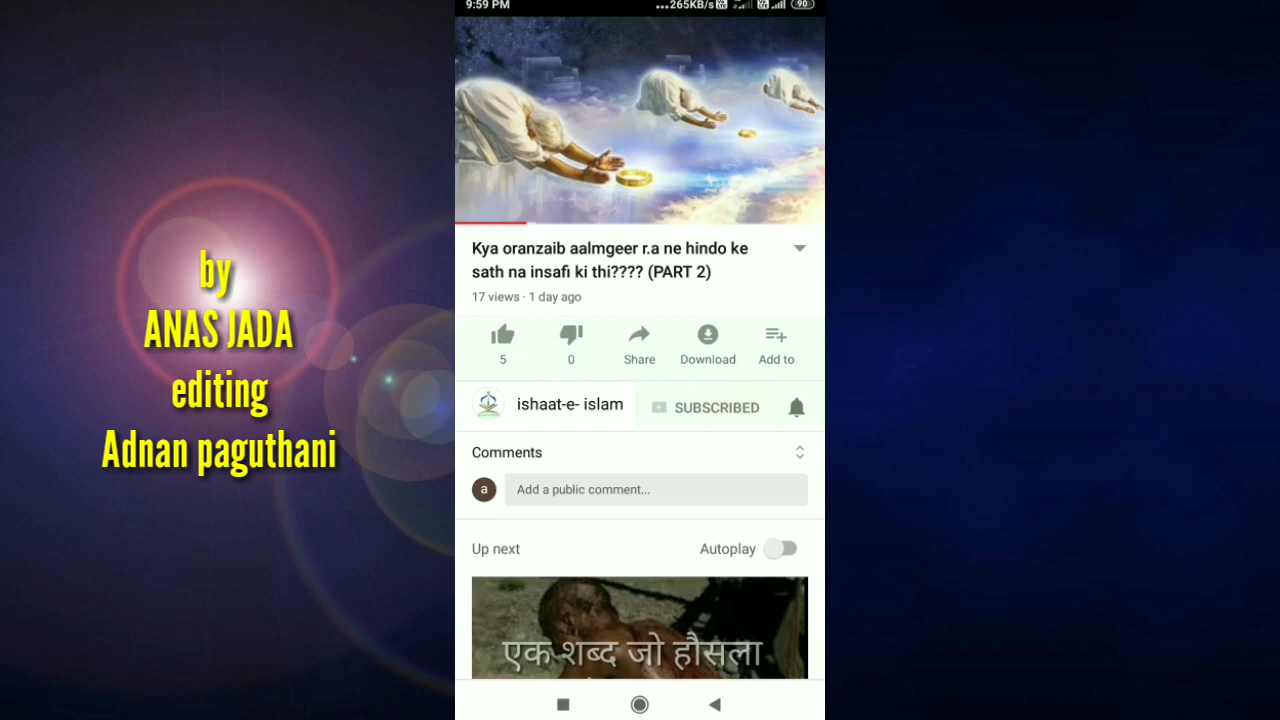 by
ANAS JADA
editing
Adnan paguthani
9:59 PM
...265KB/s
90
Kya oranzaib aalmgeer r.a ne hindo ke
sath na insafi ki thi???? (PART 2)
17 views · 1 day ago
5
0
Share
Download
Add to
ishaat-e- islam
SUBSCRIBED
Comments
a
Add a public comment...
Up next
Autoplay
एक शब्द जो हौसला